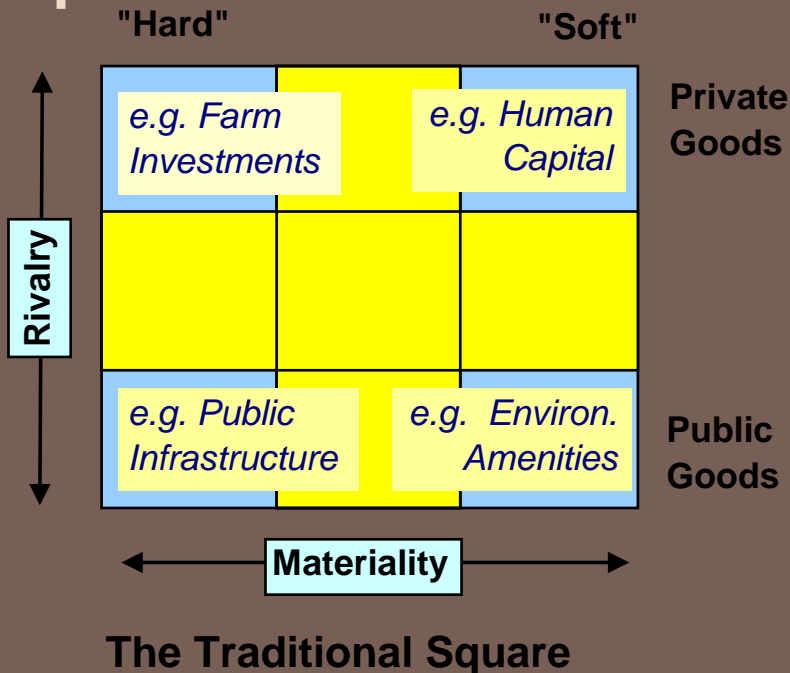 "Hard"
"Soft"
e.g. Farm
Investments
e.g. Human
Capital
Private
Goods
Rivalry
e.g. Public
Infrastructure
e.g. Environ.
Amenities
Public
Goods
Materiality
The Traditional Square